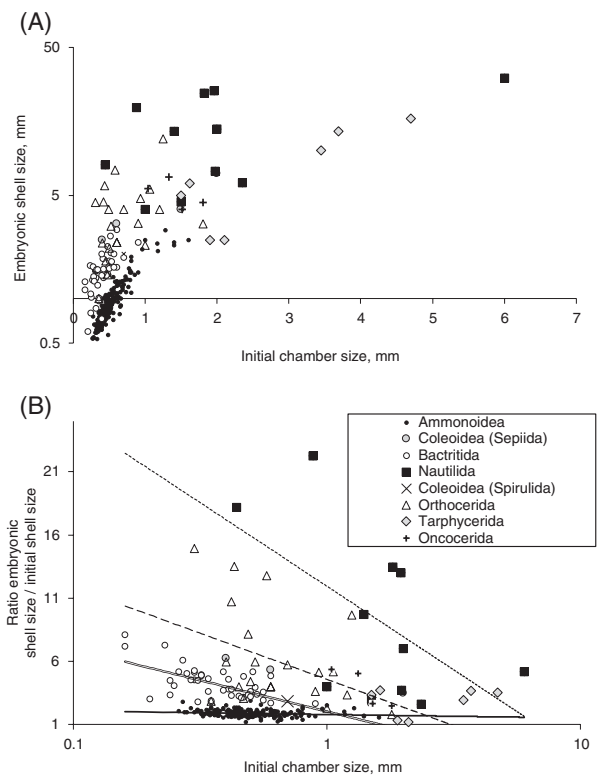 (A)
50
Embryonic shell size, mm
5
0.5
0
1
2
3
4
5
6
7
Initial chamber size, mm
(B)
Ammonoidea
Coleoidea (Sepiida)
Bactritida
Nautilida
Coleoidea (Spirulida)
Orthocerida
Tarphycerida
Oncocerida
21
16
11
6
1
Ratio embryonic
shell size / initial shell size
0.1
1
10
Initial chamber size, mm